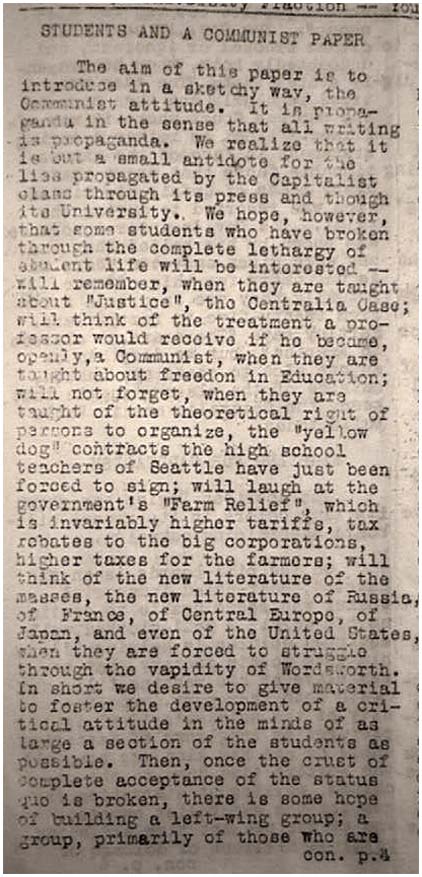 University Fraction -- You
STUDENTS AND A COMMUNIST PAPER
The aim of this paper is to
introduce in a sketchy way, the
Communist attitude. It is propa-
ganda in the sense that all writing
is propaganda. We realize that it
is but a small antidote for the
lies propagated by the Capitalist
class through its press and though
its University. We hope, however,
that some students who have broken
through the complete lethargy of
student life will be interested --
will remember, when they are taught
about "Justice", the Centralia Case;
will think of the treatment a pro-
fessor would receive if he became,
openly,a Communist, when they are
taught about freedon in Education;
will not forget, when they are
taught of the theoretical right of
persons to organize, the "yellow
dog" contracts the high school
teachers of Seattle have just been
forced to sign; will laugh at the
government's "Farm Relief", which
is invariably higher tariffs, tax
rebates to the big corporations,
higher taxes for the farmers; will
think of the new literature of the
masses, the new literature of Russia,
of France, of Central Europe, of
Japan, and even of the United States,
when they are forced to struggle
through the vapidity of Wordsworth.
In short we desire to give material
to foster the development of a cri-
tical attitude in the minds of as
large a section of the students as
possible. Then, once the crust of
complete acceptance of the status
quo is broken, there is some hope
of building a left-wing group; a
group, primarily of those who are
con. p.4